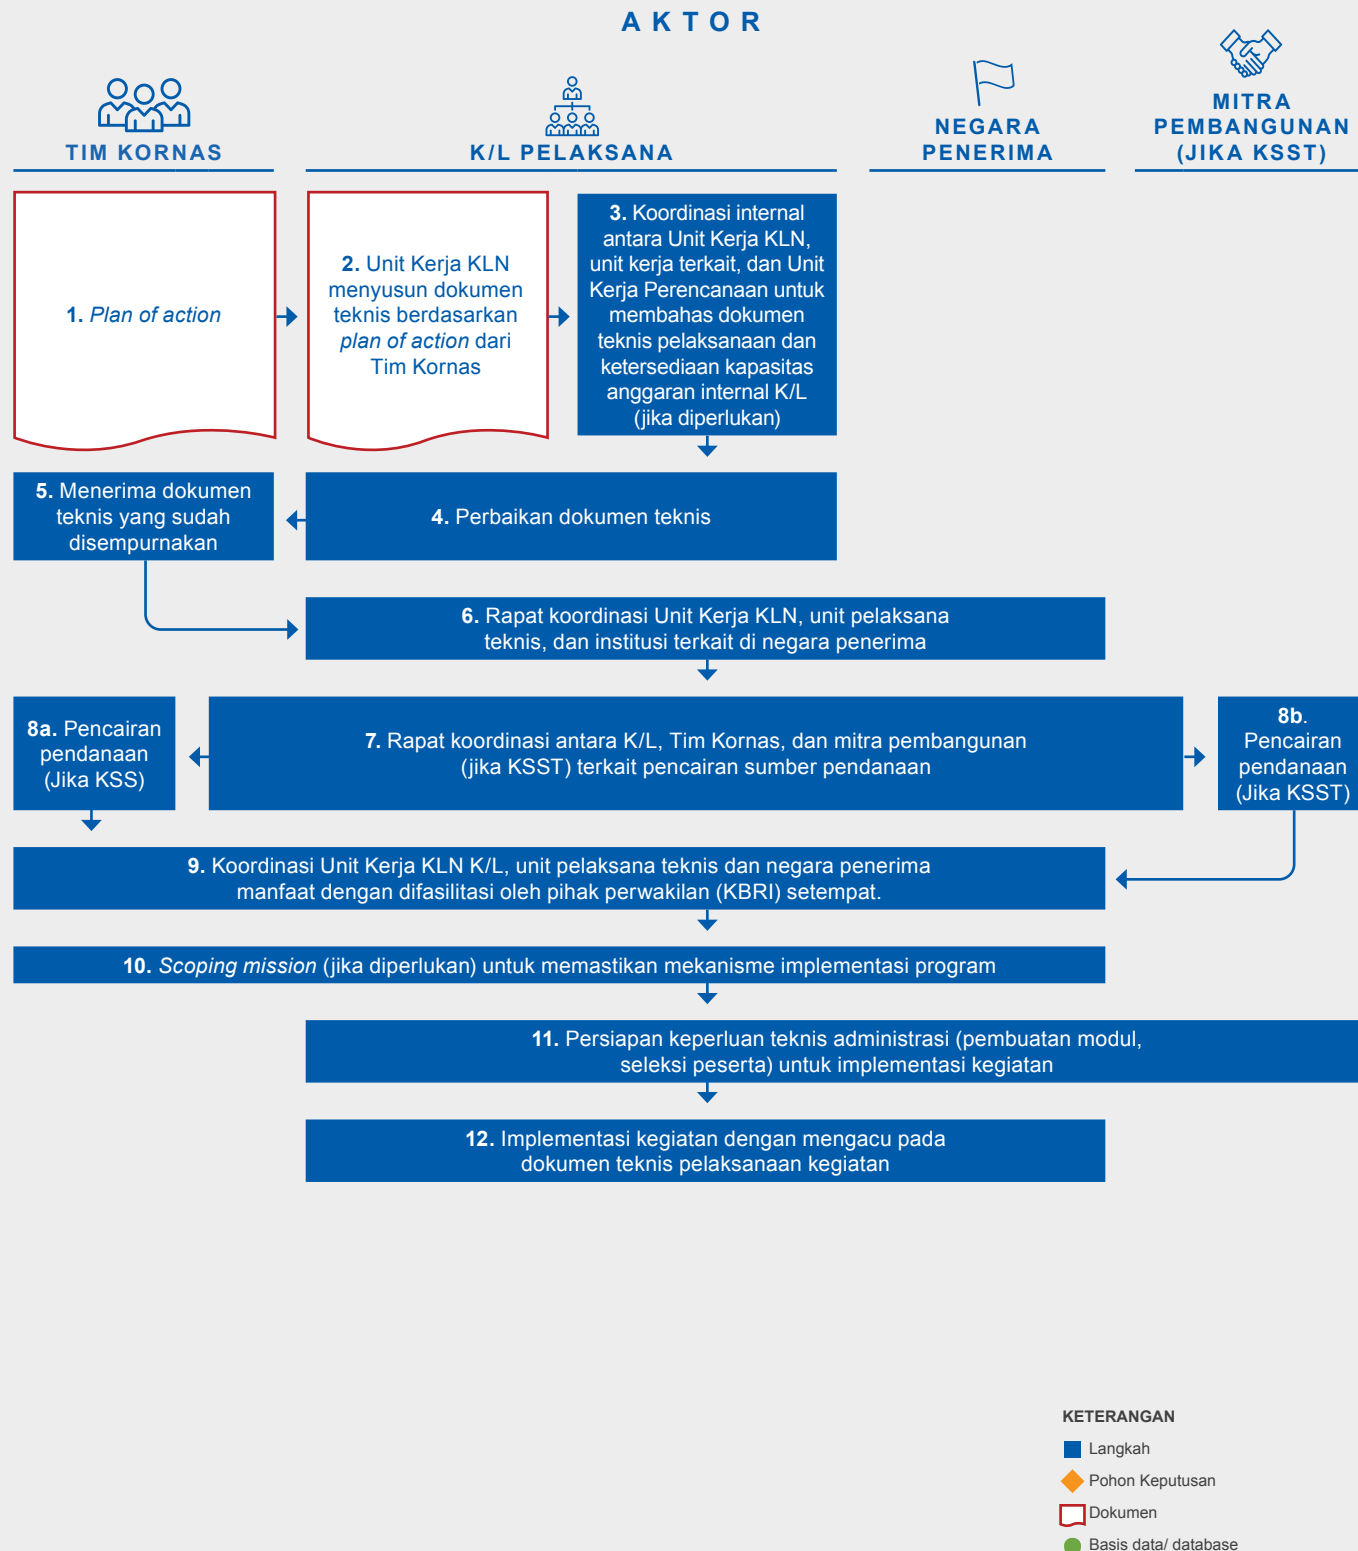 AKTOR
TIM KORNAS
K/L PELAKSANA
NEGARA
PENERIMA
MITRA
PEMBANGUNAN
(JIKA KSST)
1. Plan of action
2. Unit Kerja KLN
menyusun dokumen
teknis berdasarkan
plan of action dari
Tim Kornas
3. Koordinasi internal
antara Unit Kerja KLN,
unit kerja terkait, dan Unit
Kerja Perencanaan untuk
membahas dokumen
teknis pelaksanaan dan
ketersediaan kapasitas
anggaran internal K/L
(jika diperlukan)
5. Menerima dokumen
teknis yang sudah
disempurnakan
4. Perbaikan dokumen teknis
6. Rapat koordinasi Unit Kerja KLN, unit pelaksana
teknis, dan institusi terkait di negara penerima
8a. Pencairan
pendanaan
(Jika KSS)
7. Rapat koordinasi antara K/L, Tim Kornas, dan mitra pembangunan
(jika KSST) terkait pencairan sumber pendanaan
8b.
Pencairan
pendanaan
(Jika KSST)
9. Koordinasi Unit Kerja KLN K/L, unit pelaksana teknis dan negara penerima
manfaat dengan difasilitasi oleh pihak perwakilan (KBRI) setempat.
10. Scoping mission (jika diperlukan) untuk memastikan mekanisme implementasi program
11. Persiapan keperluan teknis administrasi (pembuatan modul,
seleksi peserta) untuk implementasi kegiatan
12. Implementasi kegiatan dengan mengacu pada
dokumen teknis pelaksanaan kegiatan
KETERANGAN
Langkah
Pohon Keputusan
Dokumen
Basis data/ database